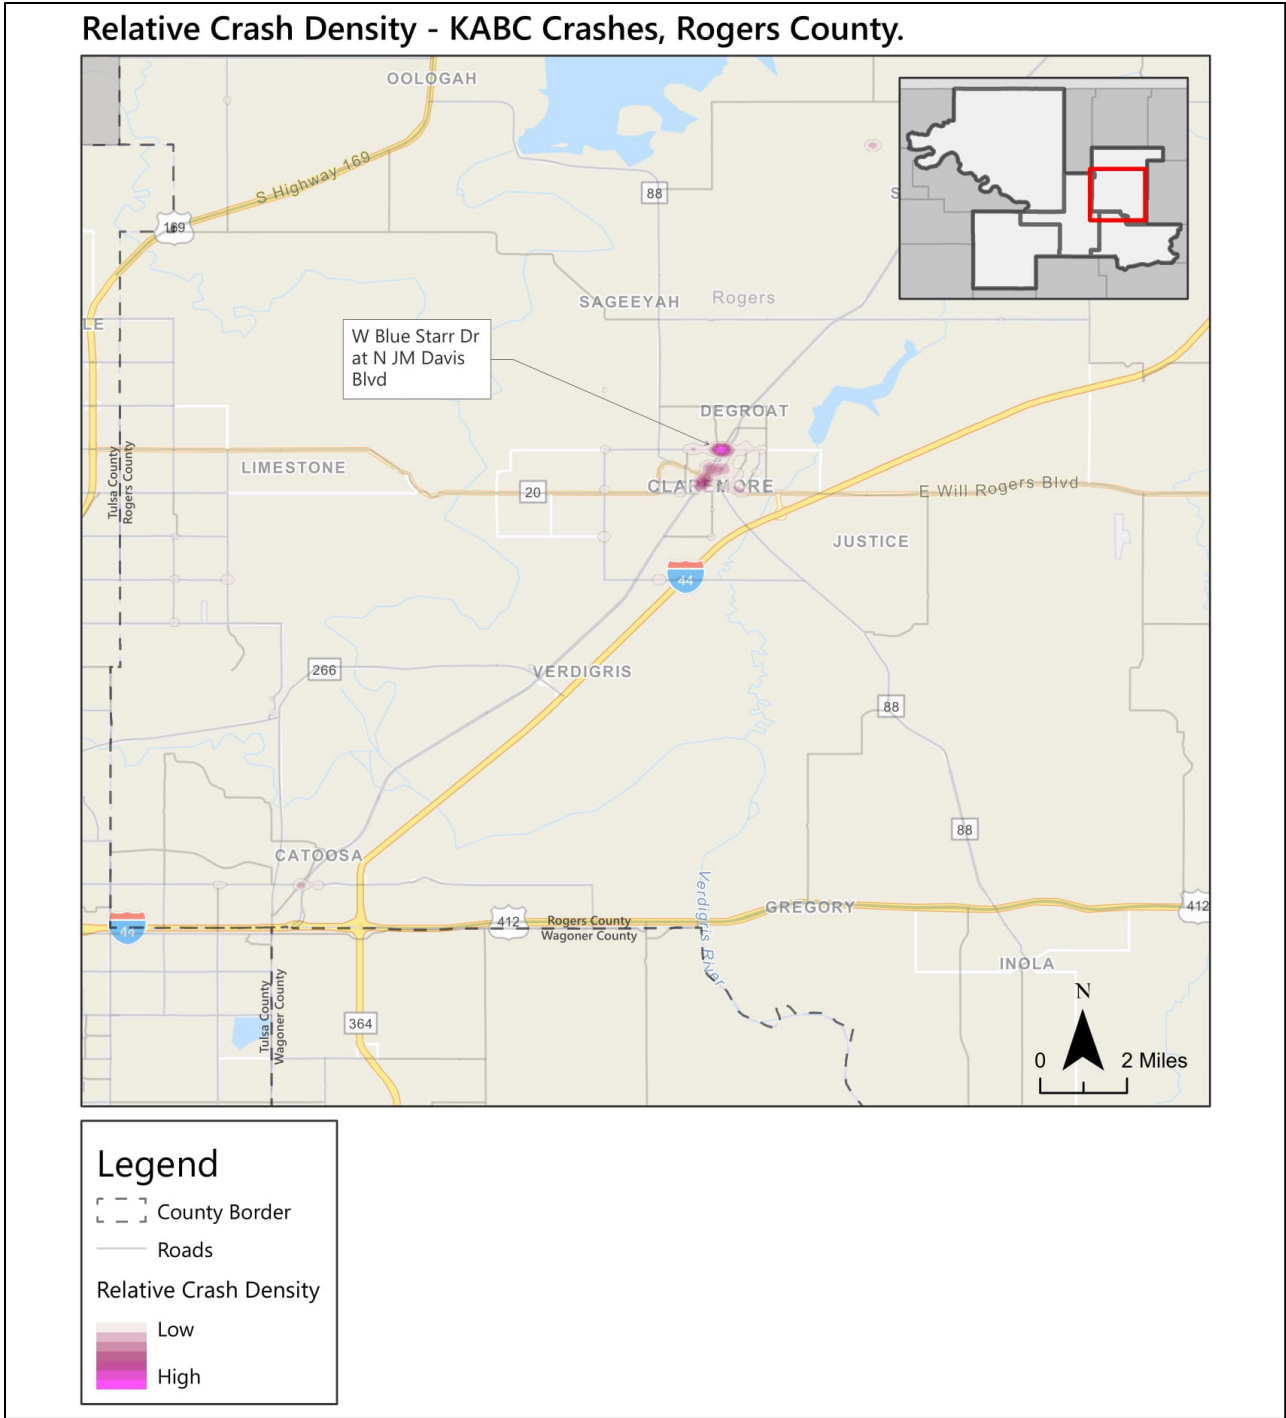 Relative Crash Density - KABC Crashes, Rogers County.
OOLOGAH
S Highway 169
88
169
S
SAGEEYAH
Rogers
LE
W Blue Starr Dr
at N JM Davis
Blvd
DEGROAT
LIMESTONE
Tulsa County
Rogers County
20
CLAREMORE
E Will Rogers Blvd
JUSTICE
44
266
VERDIGRIS
88
88
CATOOSA
Verdigris River
GREGORY
412
412
Rogers County
Wagoner County
44
INOLA
Tulsa County
Wagoner County
364
N
0 2 Miles
Legend
County Border
Roads
Relative Crash Density
Low
High